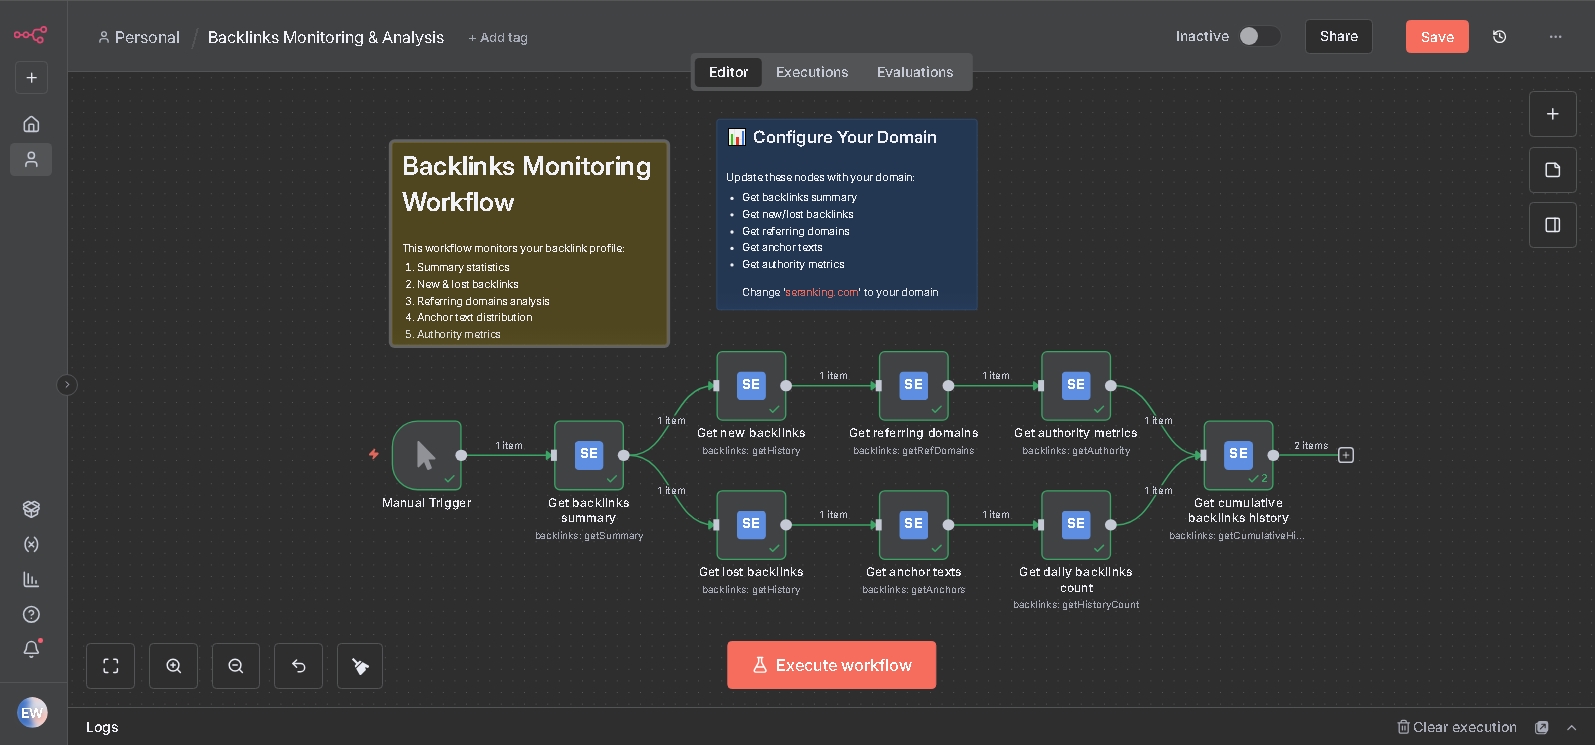 Personal / Backlinks Monitoring & Analysis + Add tag
Inactive Share Save
Editor Executions Evaluations
Backlinks Monitoring
Workflow
This workflow monitors your backlink profile:
1. Summary statistics
2. New & lost backlinks
3. Referring domains analysis
4. Anchor text distribution
5. Authority metrics
📊 Configure Your Domain
Update these nodes with your domain:
• Get backlinks summary
• Get new/lost backlinks
• Get referring domains
• Get anchor texts
• Get authority metrics
Change 'seranking.com' to your domain
Manual Trigger
1 item
SE
Get backlinks
summary
backlinks: getSummary
1 item
SE
Get new backlinks
backlinks: getHistory
1 item
SE
Get referring domains
backlinks: getRefDomains
1 item
SE
Get authority metrics
backlinks: getAuthority
1 item
1 item
SE
Get lost backlinks
backlinks: getHistory
1 item
SE
Get anchor texts
backlinks: getAnchors
1 item
SE
Get daily backlinks
count
backlinks: getHistoryCount
1 item
SE
2
Get cumulative
backlinks history
backlinks: getCumulativeHi...
2 items
Execute workflow
EW
Logs
Clear execution